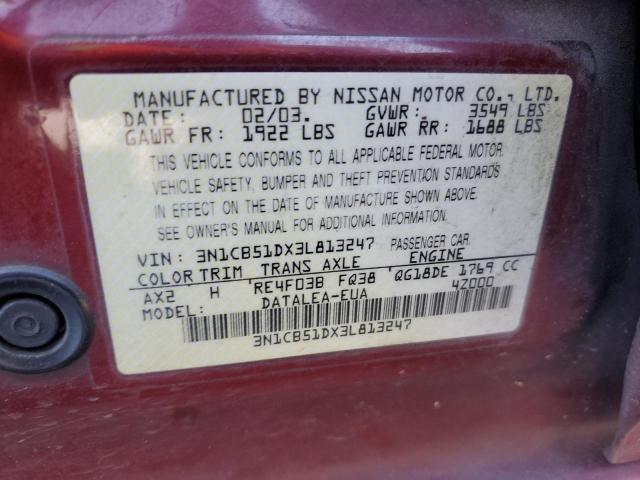 MANUFACTURED BY NISSAN MOTOR CO., LTD.
DATE: 02/03. GVWR: 3549 LBS
GAWR FR: 1922 LBS GAWR RR: 1688 LBS
THIS VEHICLE CONFORMS TO ALL APPLICABLE FEDERAL MOTOR
VEHICLE SAFETY, BUMPER AND THEFT PREVENTION STANDARDS
IN EFFECT ON THE DATE OF MANUFACTURE SHOWN ABOVE.
SEE OWNER'S MANUAL FOR ADDITIONAL INFORMATION.
VIN: 3N1CB51DX3L813247 PASSENGER CAR
COLOR TRIM TRANS AXLE ENGINE
AX2 H RE4F03B FQ38 QG18DE 1769 CC
MODEL: DATALEA-EUA 42000
3N1CB51DX3L813247